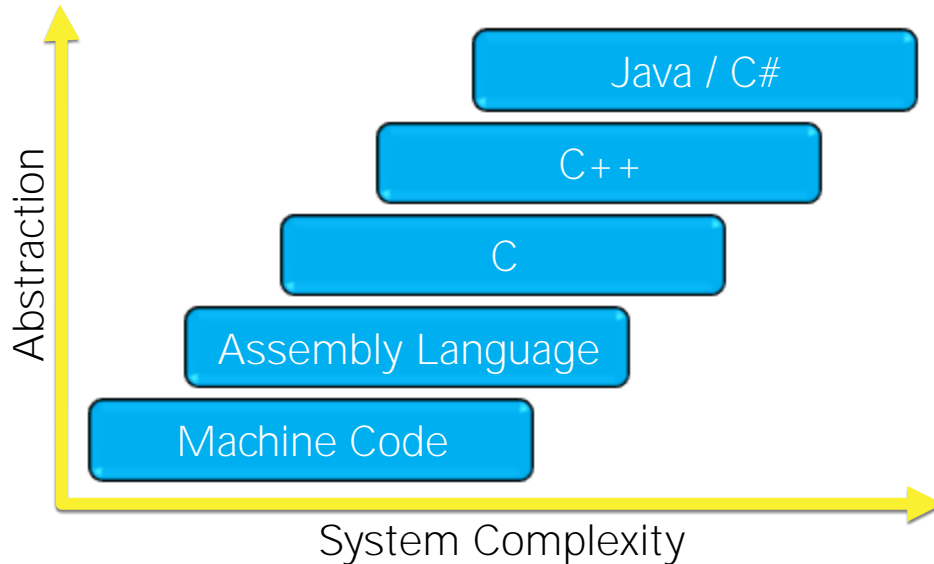 Java / C#
C++
C
Assembly Language
Machine Code
Abstraction
System Complexity